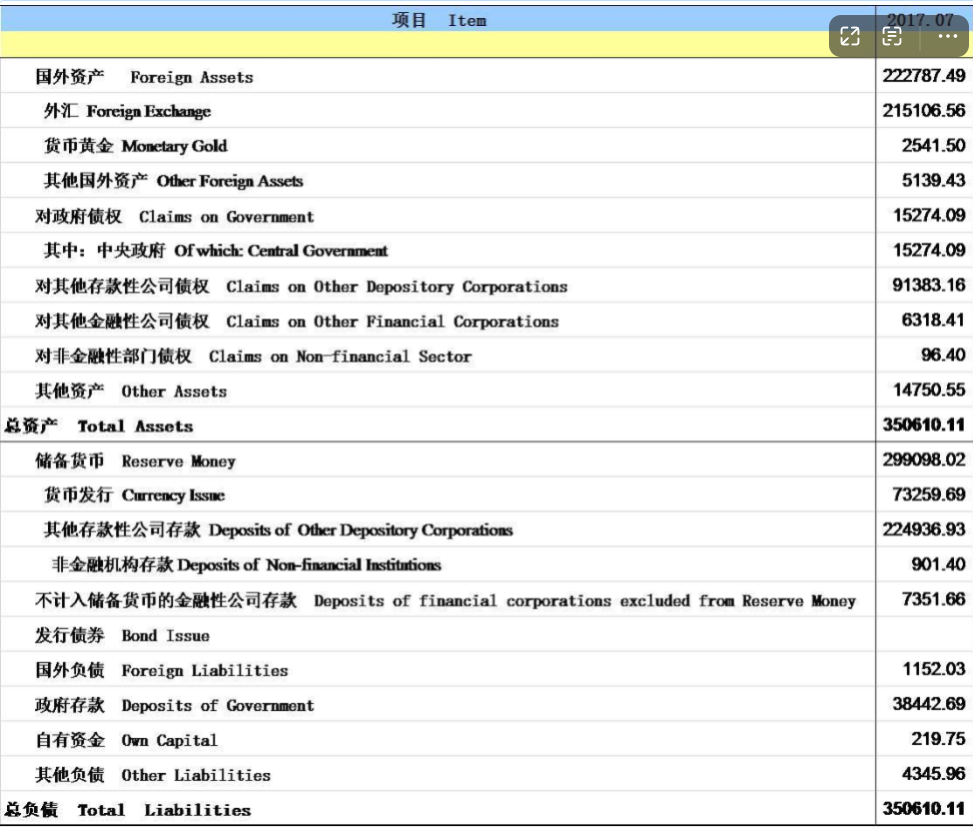 项目 Item 2017.07
国外资产 Foreign Assets 222787.49
外汇 Foreign Exchange 215106.56
货币黄金 Monetary Gold 2541.50
其他国外资产 Other Foreign Assets 5139.43
对政府债权 Claims on Government 15274.09
其中：中央政府 Of which: Central Government 15274.09
对其他存款性公司债权 Claims on Other Depository Corporations 91383.16
对其他金融性公司债权 Claims on Other Financial Corporations 6318.41
对非金融性部门债权 Claims on Non-financial Sector 96.40
其他资产 Other Assets 14750.55
总资产 Total Assets 350610.11
储备货币 Reserve Money 299098.02
货币发行 Currency Issue 73259.69
其他存款性公司存款 Deposits of Other Depository Corporations 224936.93
非金融机构存款 Deposits of Non-financial Institutions 901.40
不计入储备货币的金融性公司存款 Deposits of financial corporations excluded from Reserve Money 7351.66
发行债券 Bond Issue
国外负债 Foreign Liabilities 1152.03
政府存款 Deposits of Government 38442.69
自有资金 Own Capital 219.75
其他负债 Other Liabilities 4345.96
总负债 Total Liabilities 350610.11